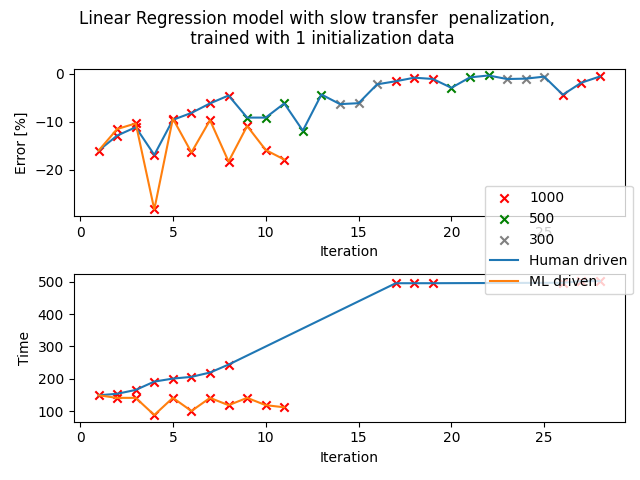 Linear Regression model with slow transfer  penalization,
trained with 1 initialization data
Error [%]
0
−10
−20
0 5 10 15 20 25
Iteration
1000
500
300
Human driven
ML driven
Time
500
400
300
200
100
0 5 10 15 20 25
Iteration